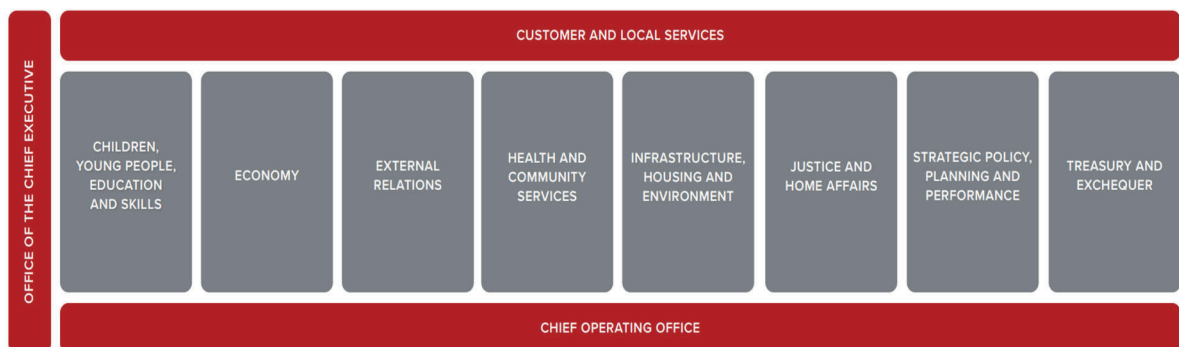 OFFICE OF THE CHIEF EXECUTIVE
CUSTOMER AND LOCAL SERVICES
CHILDREN,
YOUNG PEOPLE,
EDUCATION
AND SKILLS
ECONOMY
EXTERNAL
RELATIONS
HEALTH AND
COMMUNITY
SERVICES
INFRASTRUCTURE,
HOUSING AND
ENVIRONMENT
JUSTICE AND
HOME AFFAIRS
STRATEGIC POLICY,
PLANNING AND
PERFORMANCE
TREASURY AND
EXCHEQUER
CHIEF OPERATING OFFICE